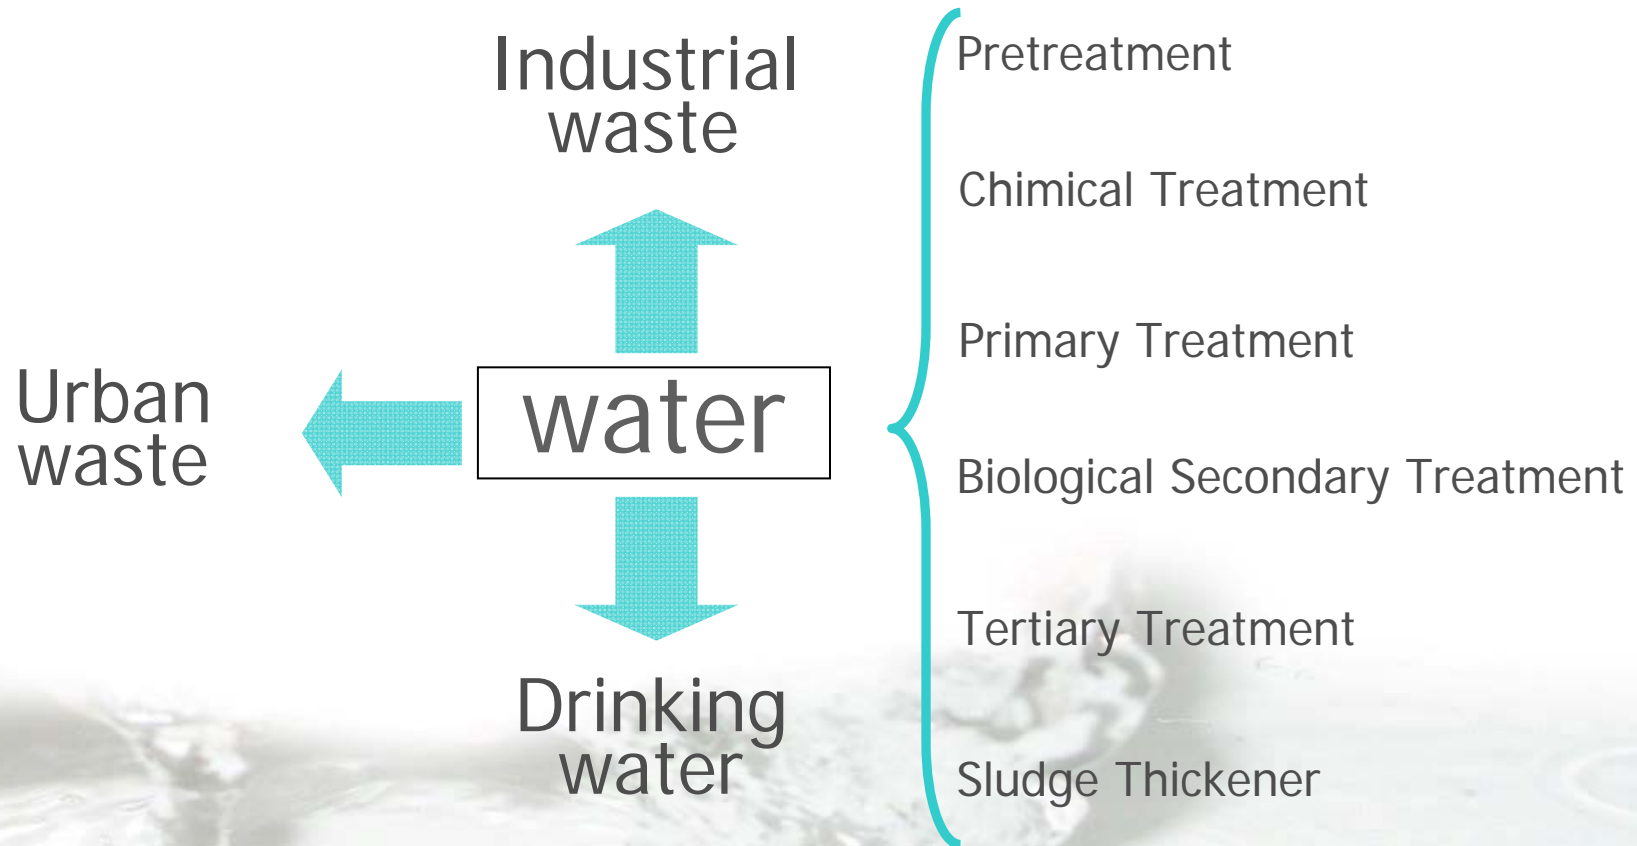 Industrial
waste
Urban
waste
water
Drinking
water
Pretreatment
Chimical Treatment
Primary Treatment
Biological Secondary Treatment
Tertiary Treatment
Sludge Thickener